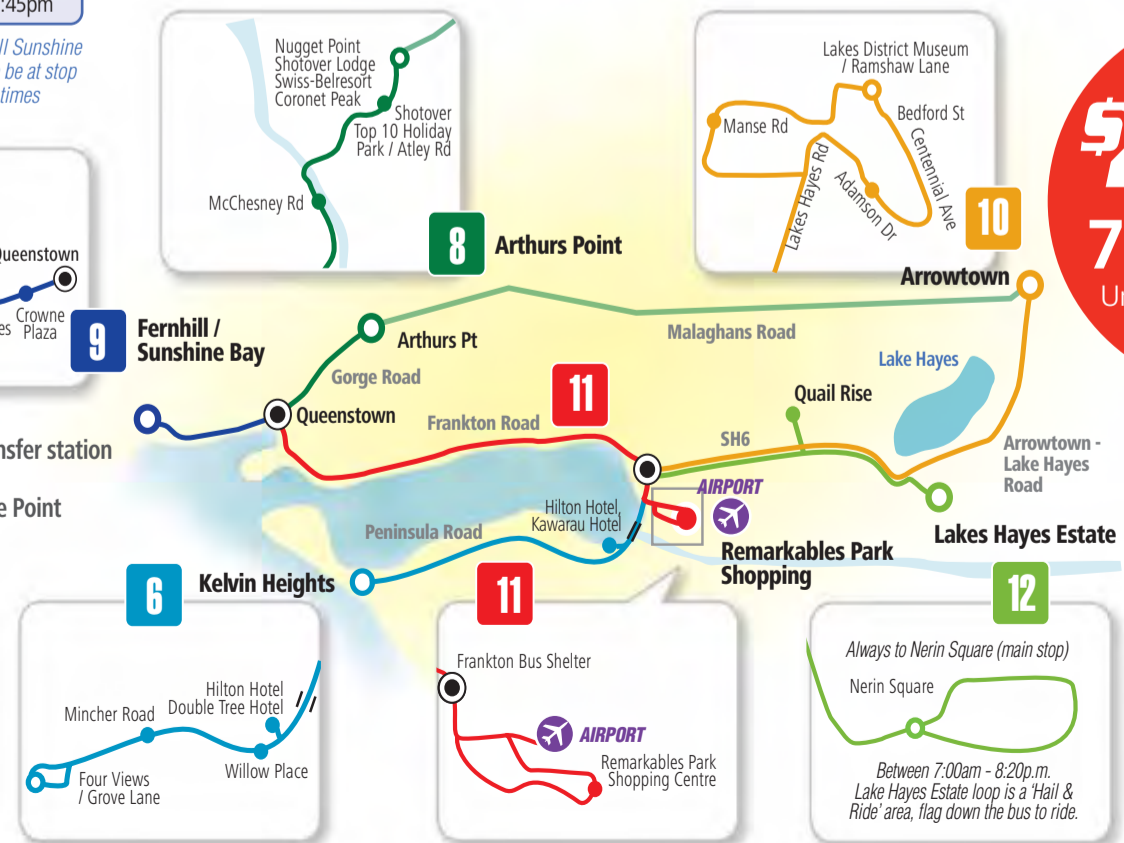 :45pm
ll Sunshine
be at stop
times
Queenstown
es Crowne
Plaza
9
Fernhill /
Sunshine Bay
nsfer station
e Point
Nugget Point
Shotover Lodge
Swiss-Belresort
Coronet Peak
Shotover
Top 10 Holiday
Park / Atley Rd
McChesney Rd
8
Arthurs Point
Lakes District Museum
/ Ramshaw Lane
Manse Rd
Bedford St
Centennial Ave
Lakes Hayes Rd
Adamson Dr
10
Arrowtown
$
7
Ur
Arthurs Pt
Malaghans Road
Gorge Road
Lake Hayes
11
Queenstown
Frankton Road
Quail Rise
SH6
Arrowtown -
Lake Hayes
Road
AIRPORT
Hilton Hotel,
Kawarau Hotel
Peninsula Road
Remarkables Park
Shopping
Lakes Hayes Estate
6
Kelvin Heights
11
12
Hilton Hotel
Double Tree Hotel
Mincher Road
Willow Place
Four Views
/ Grove Lane
Frankton Bus Shelter
AIRPORT
Remarkables Park
Shopping Centre
Always to Nerin Square (main stop)
Nerin Square
Between 7:00am - 8:20p.m.
Lake Hayes Estate loop is a 'Hail &
Ride' area, flag down the bus to ride.